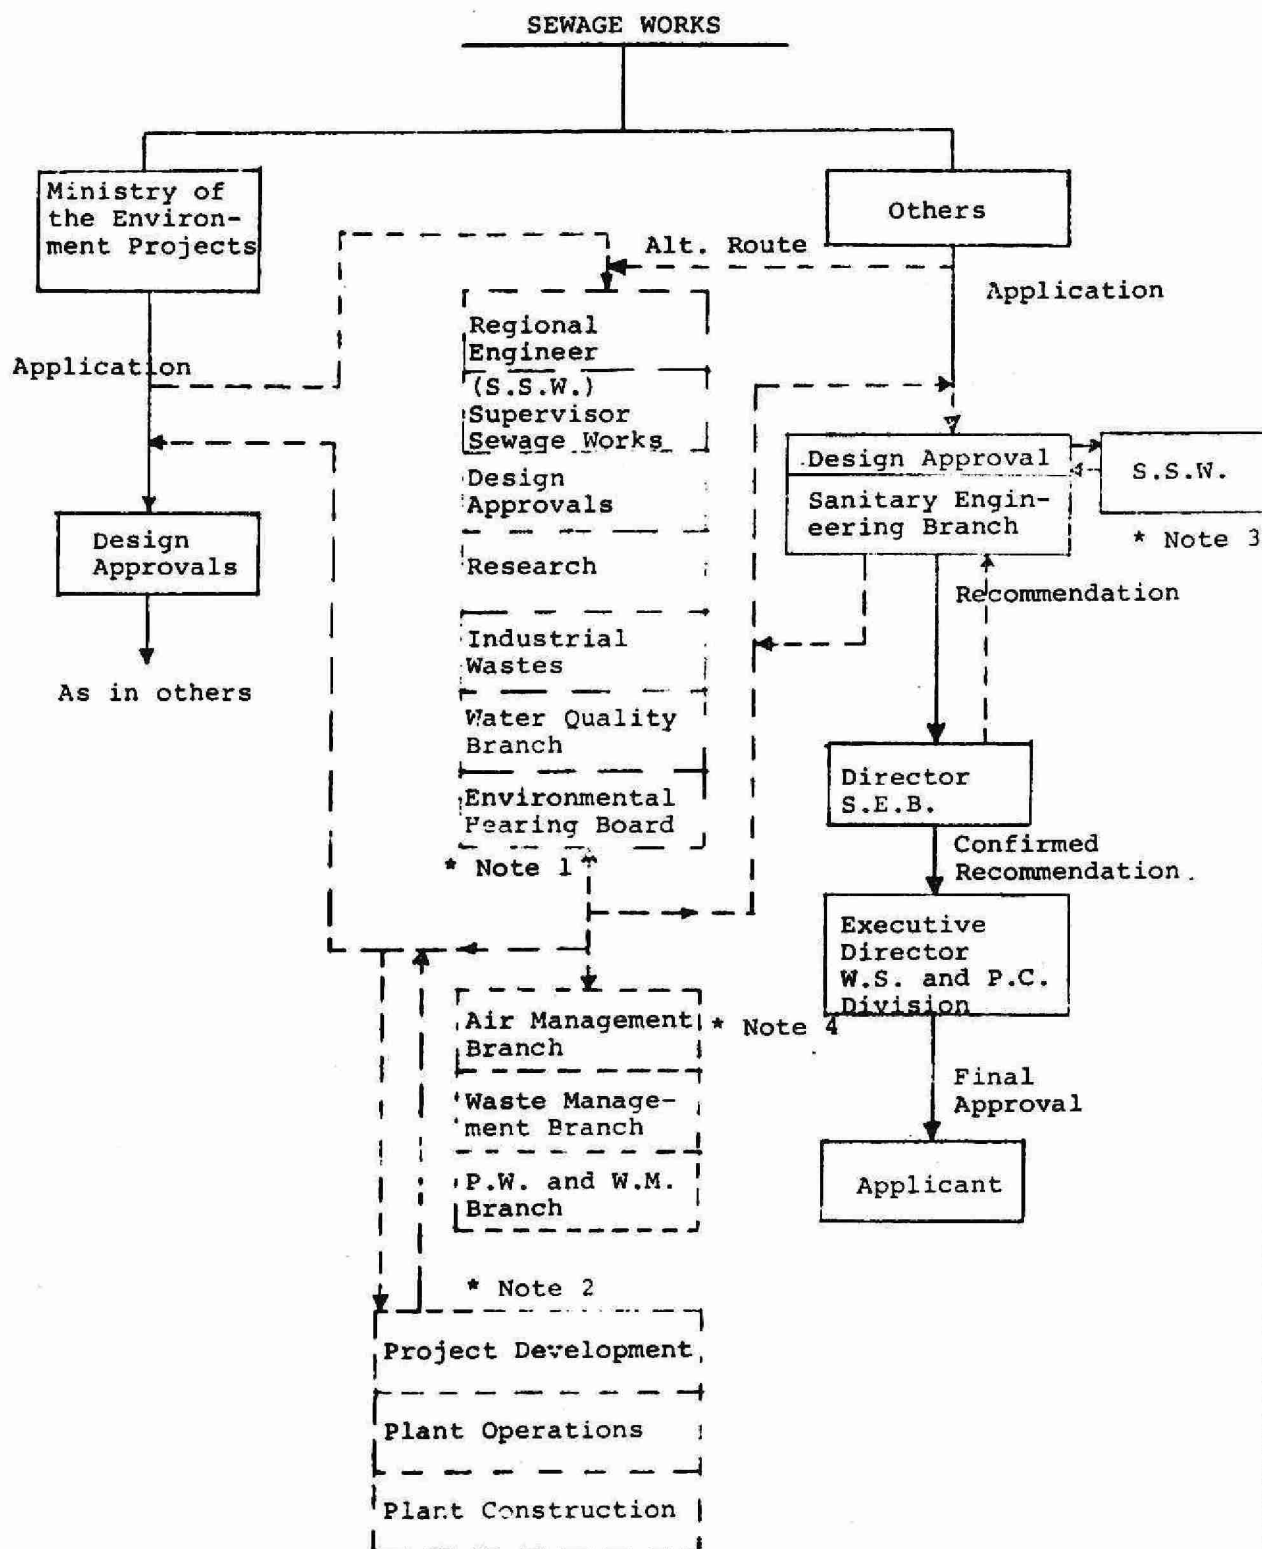 SEWAGE WORKS
Ministry of
the Environ-
ment Projects
Others
Alt. Route
Application
Application
Regional
Engineer
(S.S.W.)
Supervisor
Sewage Works
Design
Approvals
Research
Industrial
Wastes
Water Quality
Branch
Environmental
Hearing Board
* Note 1
Design Approval
Sanitary Engin-
eering Branch
S.S.W.
* Note 3
Design
Approvals
As in others
Recommendation
Director
S.E.B.
Confirmed
Recommendation.
Executive
Director
W.S. and P.C.
Division
Air Management
Branch
* Note 4
Waste Manage-
ment Branch
P.W. and W.M.
Branch
Final
Approval
Applicant
* Note 2
Project Development
Plant Operations
Plant Construction